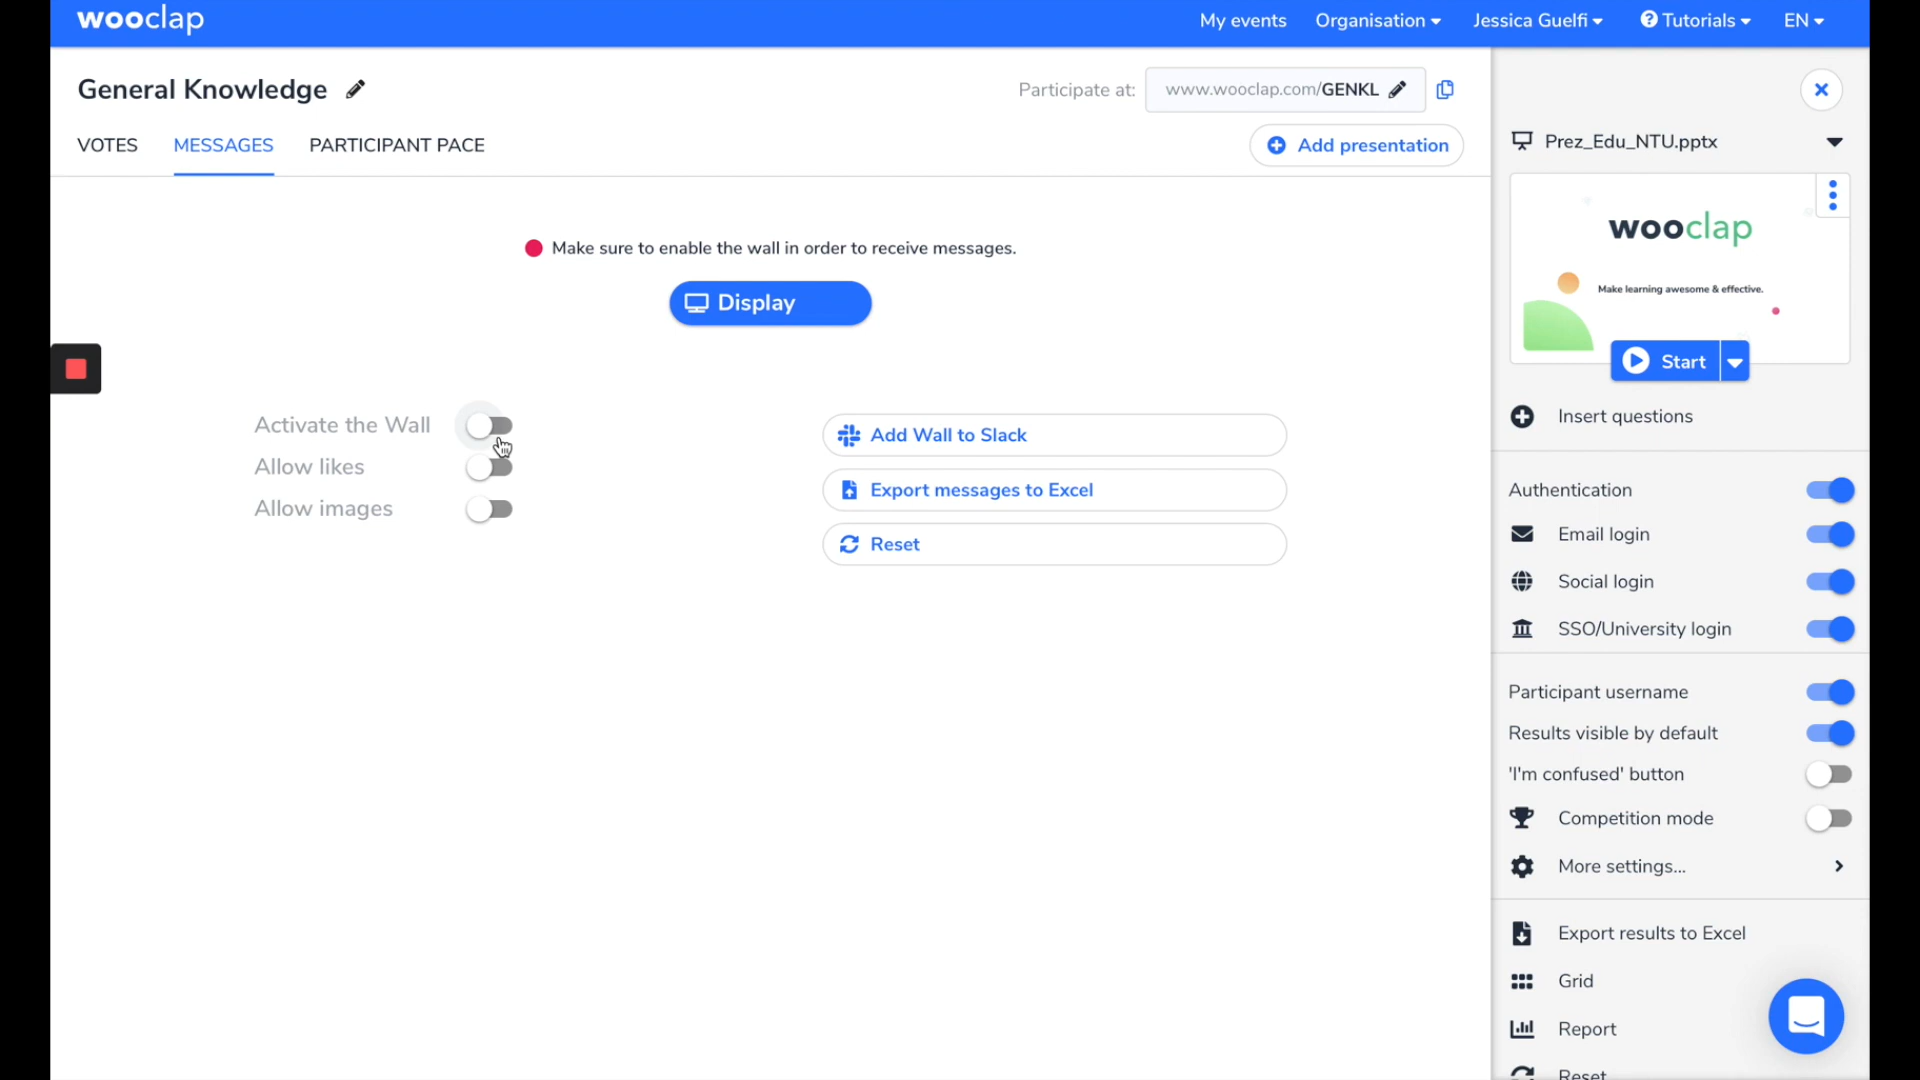 wooclap
My events Organisation Jessica Guelfi ? Tutorials EN
General Knowledge
Participate at: www.wooclap.com/GENKL
VOTES MESSAGES PARTICIPANT PACE
Add presentation
Make sure to enable the wall in order to receive messages.
Display
Activate the Wall
Allow likes
Allow images
Add Wall to Slack
Export messages to Excel
Reset
Prez_Edu_NTU.pptx
wooclap
Make learning awesome & effective.
Start
Insert questions
Authentication
Email login
Social login
SSO/University login
Participant username
Results visible by default
'I'm confused' button
Competition mode
More settings...
Export results to Excel
Grid
Report
Reset